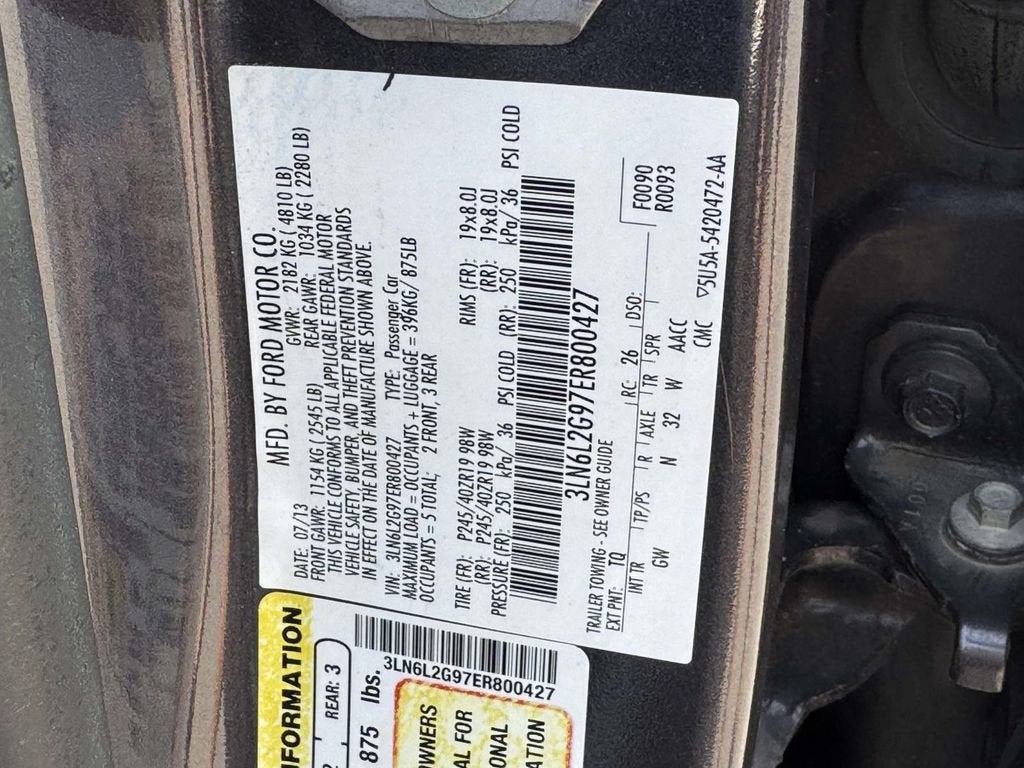 MFD. BY FORD MOTOR CO.
DATE: 07/13 GVWR: 2182 KG ( 4810 LB)
FRONT GAWR: 1154 KG ( 2545 LB) REAR GAWR: 1034 KG ( 2280 LB)
THIS VEHICLE CONFORMS TO ALL APPLICABLE FEDERAL MOTOR
VEHICLE SAFETY, BUMPER, AND THEFT PREVENTION STANDARDS
IN EFFECT ON THE DATE OF MANUFACTURE SHOWN ABOVE.
VIN: 3LN6L2G97ER800427 TYPE: Passenger Car
MAXIMUM LOAD = OCCUPANTS + LUGGAGE = 396KG/ 875LB
OCCUPANTS = 5 TOTAL; 2 FRONT, 3 REAR
TIRE (FR): P245/40ZR19 98W RIMS (FR): 19x8.0J
(RR): P245/40ZR19 98W (RR): 19x8.0J
PRESSURE (FR): 250 kPa/ 36 PSI COLD (RR): 250 kPa/ 36 PSI COLD
3LN6L2G97ER800427
TRAILER TOWING - SEE OWNER GUIDE
EXT PNT: TQ RC: 26 DSO: F0090
R0093
INT TR TP/PS R AXLE TR SPR
GW N 32 W AACC
CMC ▽5U5A-5420472-AA
INFORMATION
REAR: 3
875 lbs.
3LN6L2G97ER800427
OWNERS
AL FOR
ONAL
ATION
OTTA